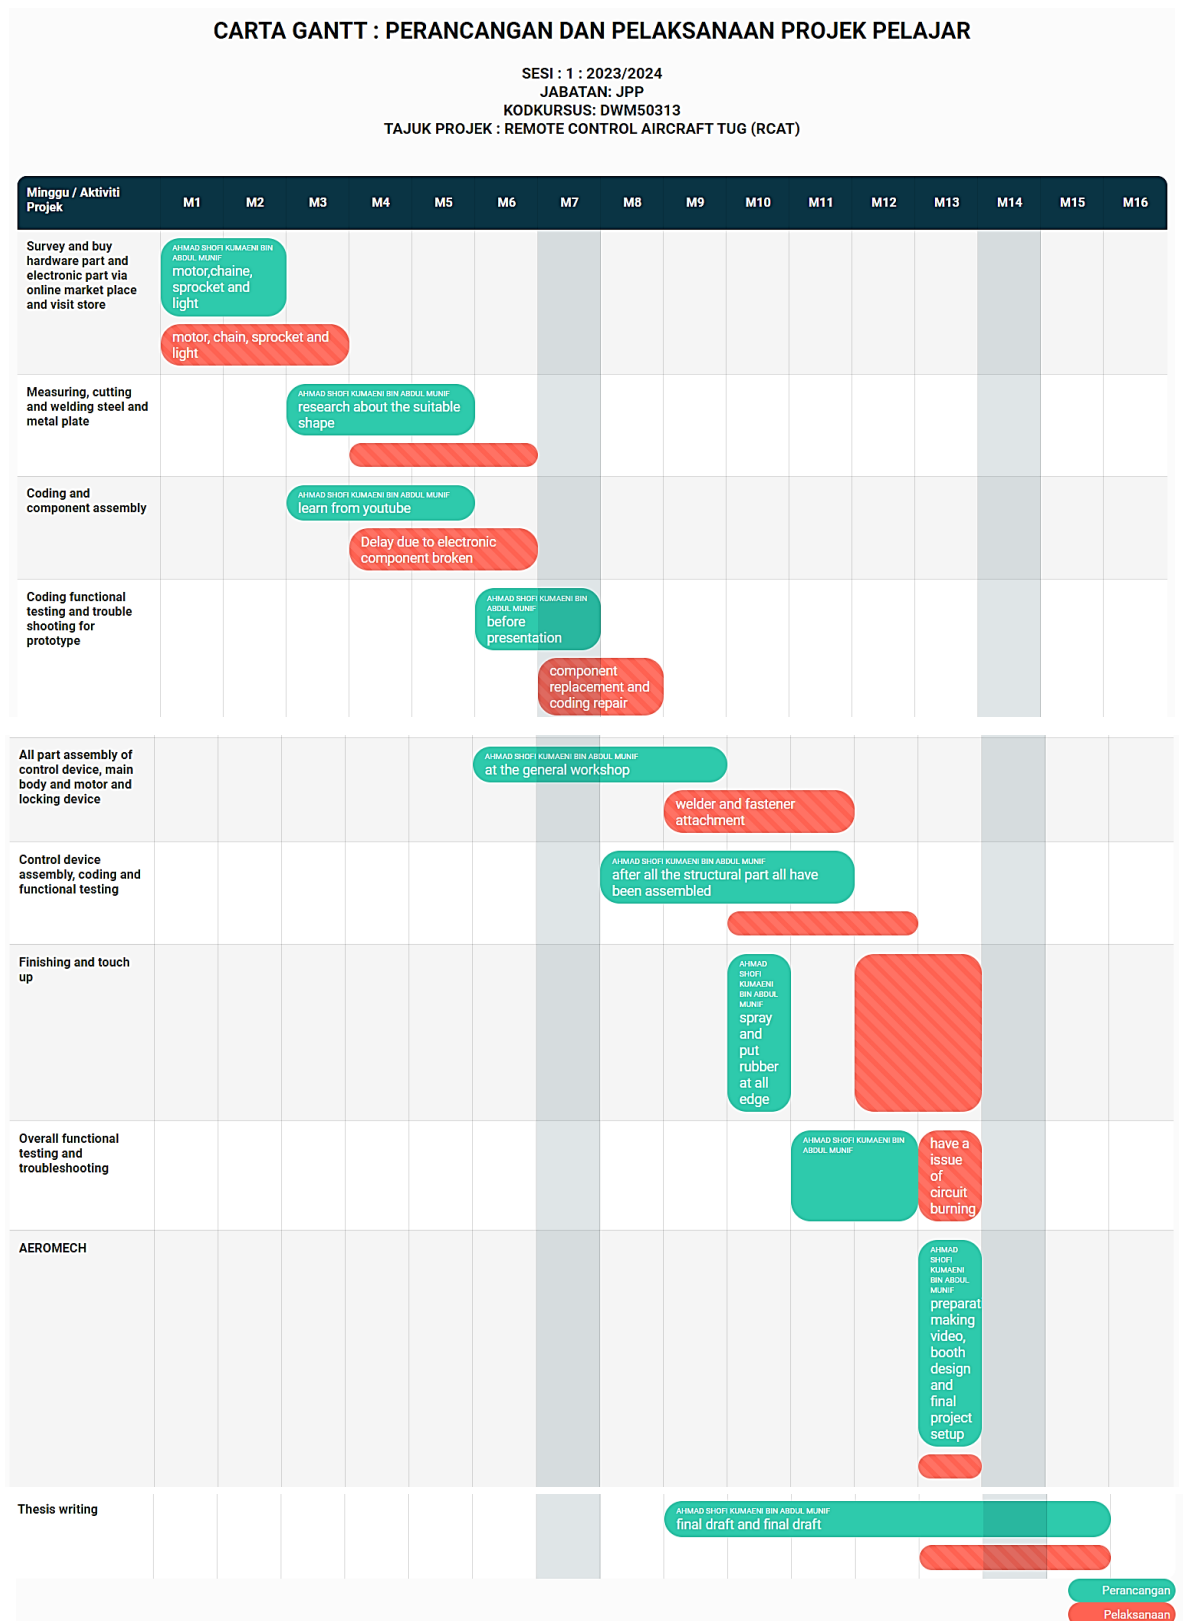 CARTA GANTT : PERANCANGAN DAN PELAKSANAAN PROJEK PELAJAR
SESI : 1 : 2023/2024
JABATAN: JPP
KODKURSUS: DWM50313
TAJUK PROJEK : REMOTE CONTROL AIRCRAFT TUG (RCAT)
Minggu / Aktiviti
Projek
M1 M2 M3 M4 M5 M6 M7 M8 M9 M10 M11 M12 M13 M14 M15 M16
Survey and buy
hardware part and
electronic part via
online market place
and visit store
AHMAD SHOFI KUMAENI BIN
ABDUL MUNIF
motor,chaine,
sprocket and
light
motor, chain, sprocket and
light
Measuring, cutting
and welding steel and
metal plate
AHMAD SHOFI KUMAENI BIN ABDUL MUNIF
research about the suitable
shape
Coding and
component assembly
AHMAD SHOFI KUMAENI BIN ABDUL MUNIF
learn from youtube
Delay due to electronic
component broken
Coding functional
testing and trouble
shooting for
prototype
AHMAD SHOFI KUMAENI BIN
ABDUL MUNIF
before
presentation
component
replacement and
coding repair
All part assembly of
control device, main
body and motor and
locking device
AHMAD SHOFI KUMAENI BIN ABDUL MUNIF
at the general workshop
welder and fastener
attachment
Control device
assembly, coding and
functional testing
AHMAD SHOFI KUMAENI BIN ABDUL MUNIF
after all the structural part all have
been assembled
Finishing and touch
up
AHMAD
SHOFI
KUMAENI
BIN ABDUL
MUNIF
spray
and
put
rubber
at all
edge
Overall functional
testing and
troubleshooting
AHMAD SHOFI KUMAENI BIN
ABDUL MUNIF
have a
issue
of
circuit
burning
AEROMECH
AHMAD
SHOFI
KUMAENI
BIN ABDUL
MUNIF
preparat
making
video,
booth
design
and
final
project
setup
Thesis writing
AHMAD SHOFI KUMAENI BIN ABDUL MUNIF
final draft and final draft
Perancangan
Pelaksanaan